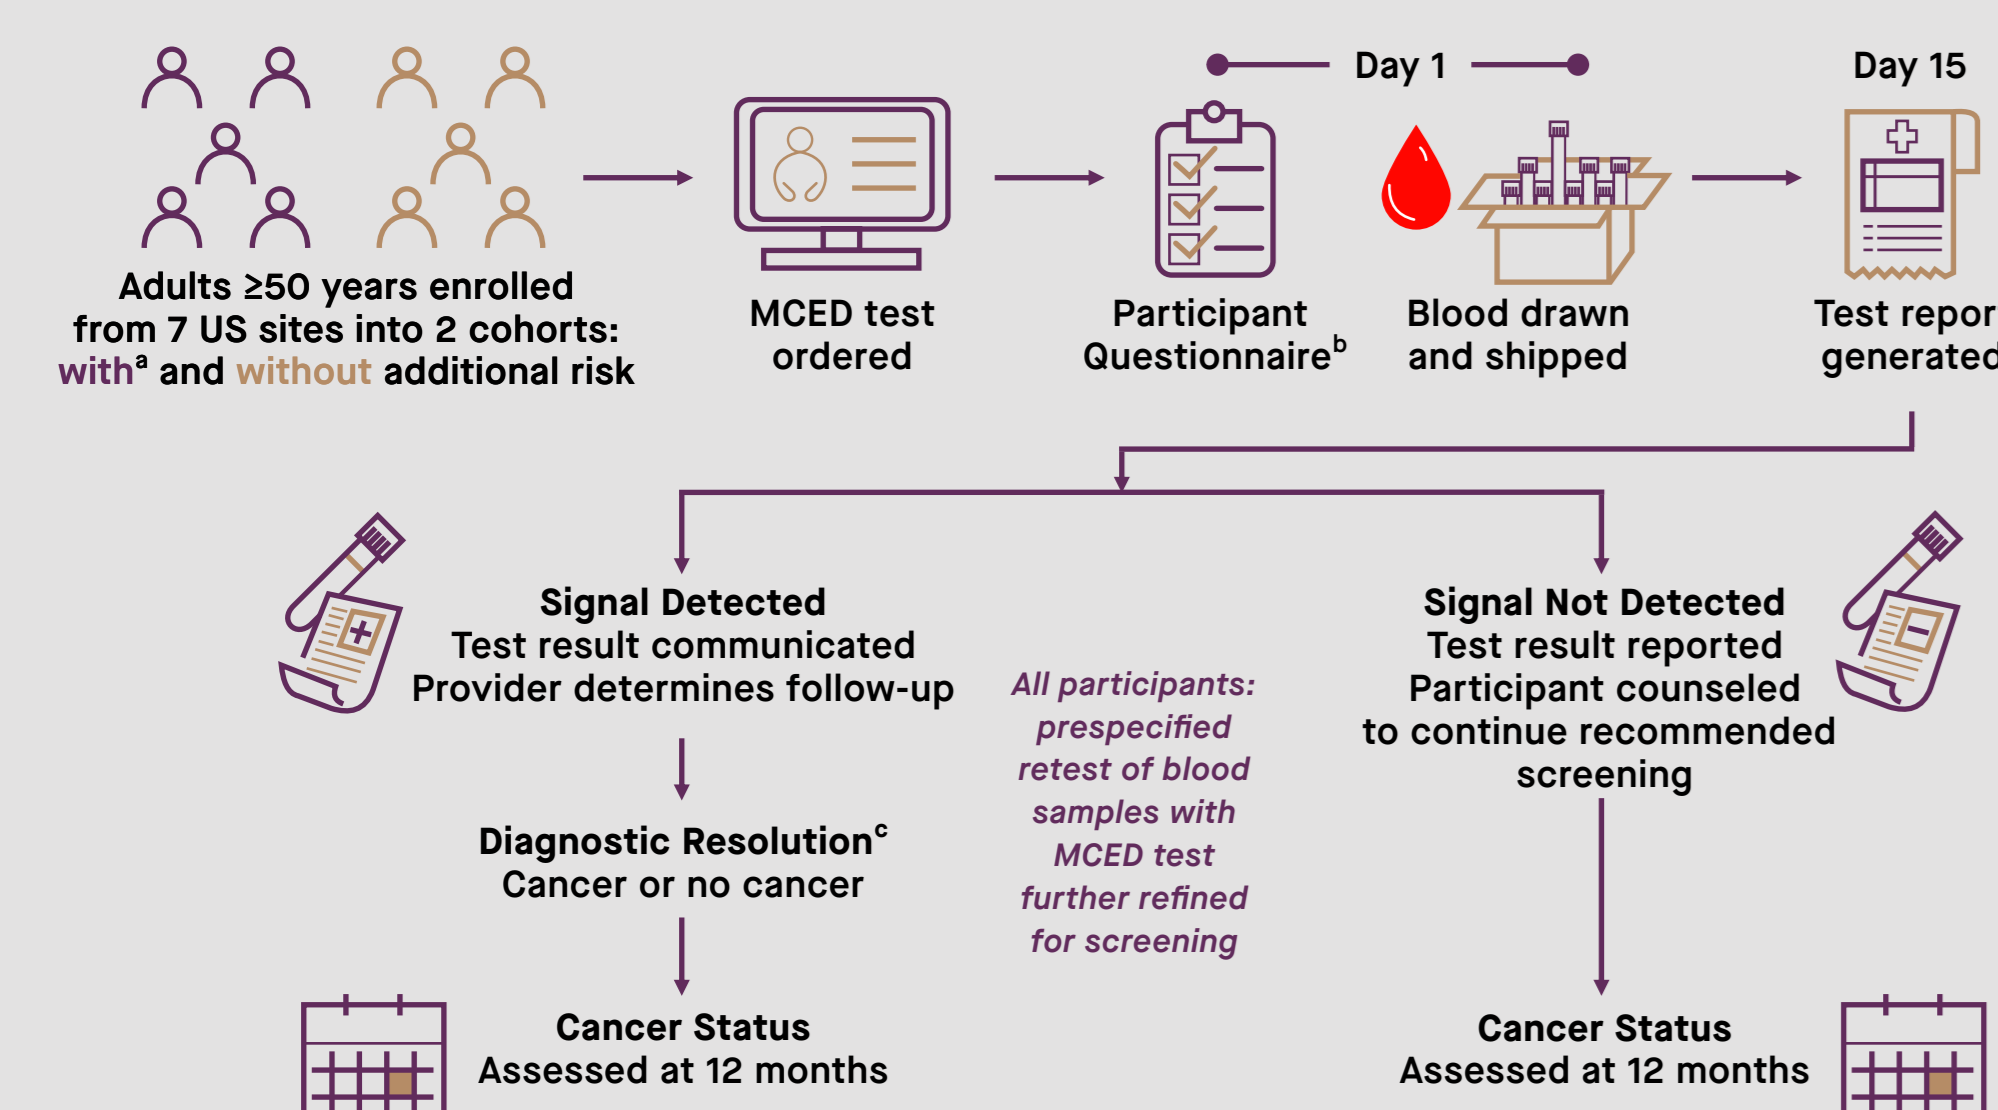 Day 1
Day 15
Adults ≥50 years enrolled
from 7 US sites into 2 cohorts:
withᵃ and without additional risk
MCED test
ordered
Participant
Questionnaireᵇ
Blood drawn
and shipped
Test repor
generated
Signal Detected
Test result communicated
Provider determines follow-up
Diagnostic Resolutionᶜ
Cancer or no cancer
Cancer Status
Assessed at 12 months
All participants:
prespecified
retest of blood
samples with
MCED test
further refined
for screening
Signal Not Detected
Test result reported
Participant counseled
to continue recommended
screening
Cancer Status
Assessed at 12 months